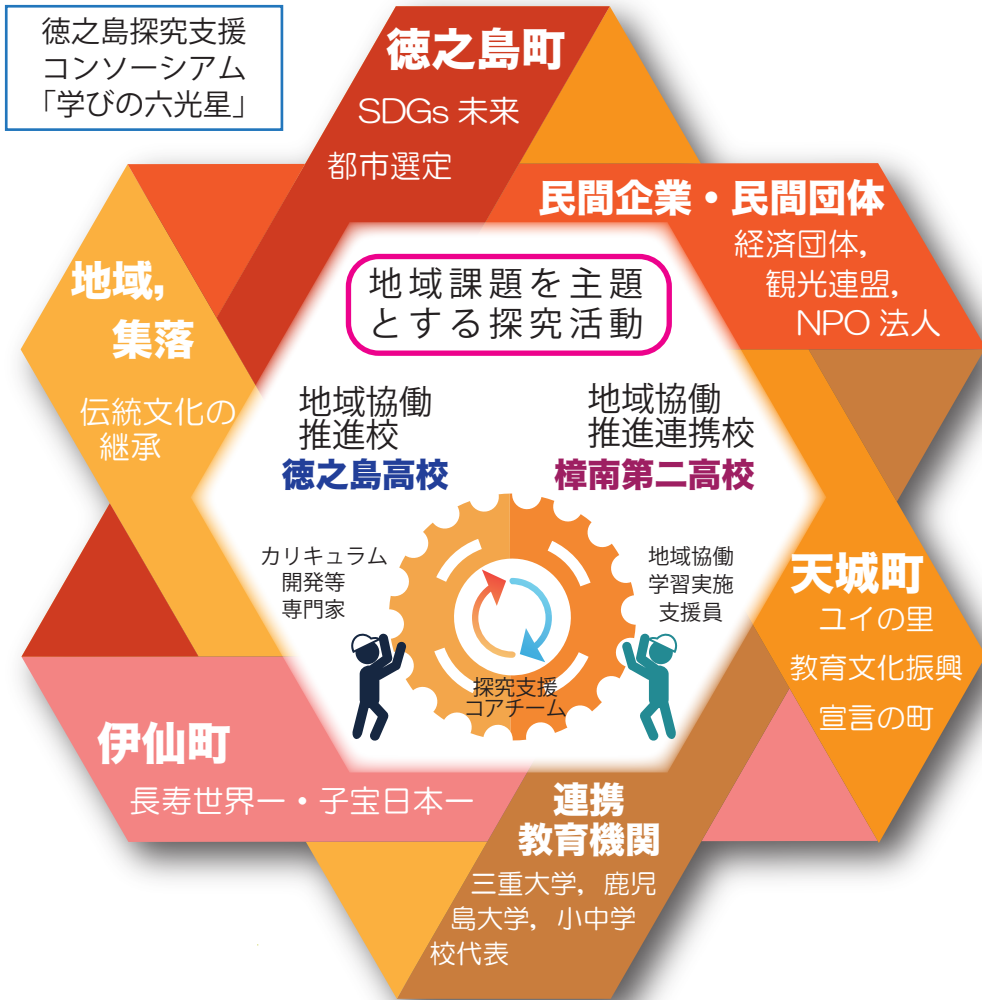 徳之島探究支援
コンソーシアム
「学びの六光星」
徳之島町
SDGs 未来
都市選定
民間企業・民間団体
経済団体，
観光連盟，
NPO 法人
地域，
集落
伝統文化の
継承
地域課題を主題
とする探究活動
地域協働
推進校
徳之島高校
地域協働
推進連携校
樟南第二高校
カリキュラム
開発等
専門家
地域協働
学習実施
支援員
探究支援
コアチーム
天城町
ユイの里
教育文化振興
宣言の町
伊仙町
長寿世界一・子宝日本一
連携
教育機関
三重大学，鹿児
島大学，小中学
校代表